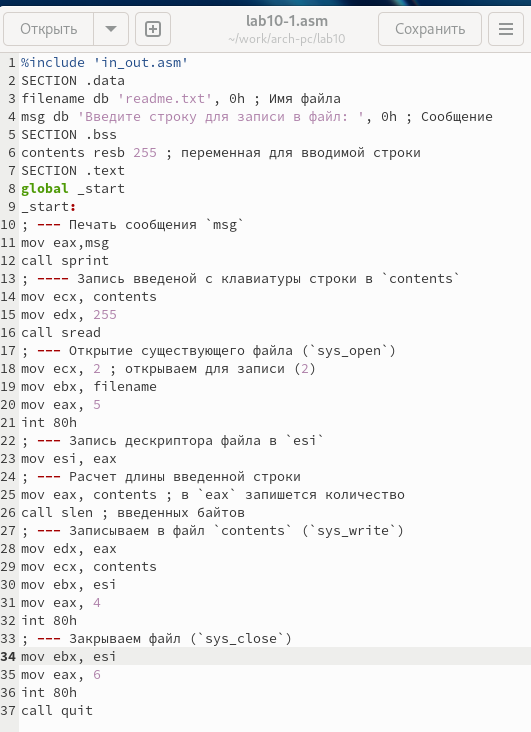 Открыть
lab10-1.asm
~/work/arch-pc/lab10
Сохранить
1 %include 'in_out.asm'
2 SECTION .data
3 filename db 'readme.txt', 0h ; Имя файла
4 msg db 'Введите строку для записи в файл: ', 0h ; Сообщение
5 SECTION .bss
6 contents resb 255 ; переменная для вводимой строки
7 SECTION .text
8 global _start
9 _start:
10 ; --- Печать сообщения `msg`
11 mov eax,msg
12 call sprint
13 ; ---- Запись введеной с клавиатуры строки в `contents`
14 mov ecx, contents
15 mov edx, 255
16 call sread
17 ; --- Открытие существующего файла (`sys_open`)
18 mov ecx, 2 ; открываем для записи (2)
19 mov ebx, filename
20 mov eax, 5
21 int 80h
22 ; --- Запись дескриптора файла в `esi`
23 mov esi, eax
24 ; --- Расчет длины введенной строки
25 mov eax, contents ; в `eax` запишется количество
26 call slen ; введенных байтов
27 ; --- Записываем в файл `contents` (`sys_write`)
28 mov edx, eax
29 mov ecx, contents
30 mov ebx, esi
31 mov eax, 4
32 int 80h
33 ; --- Закрываем файл (`sys_close`)
34 mov ebx, esi
35 mov eax, 6
36 int 80h
37 call quit